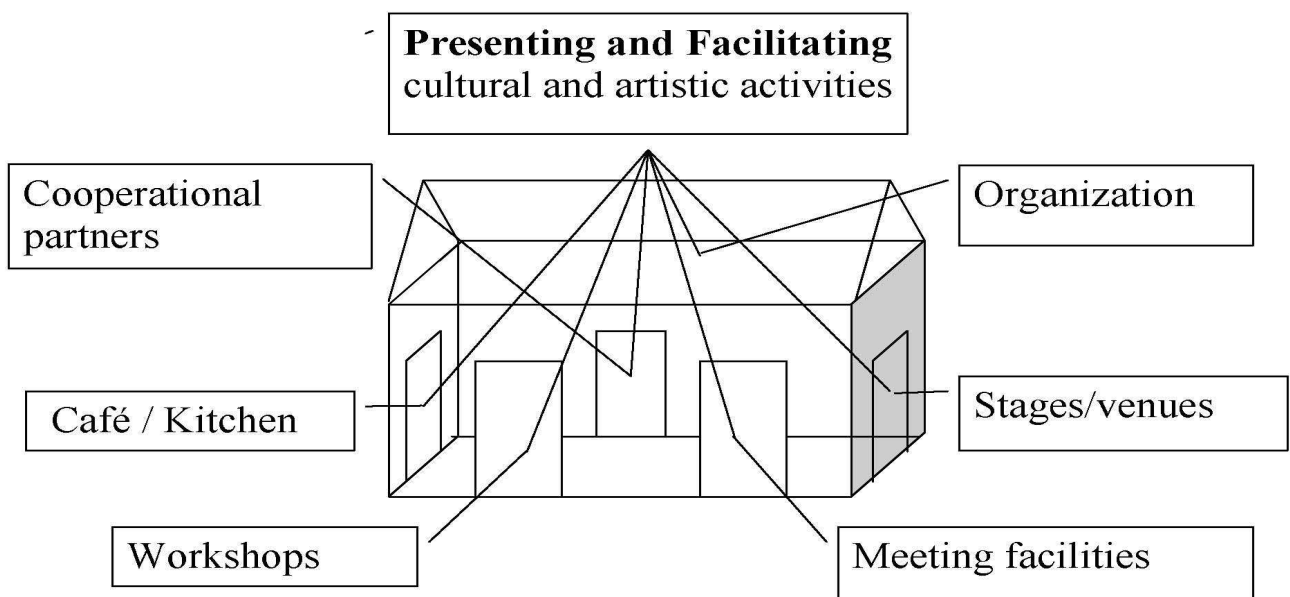 Presenting and Facilitating
cultural and artistic activities
Cooperational
partners
Organization
Café / Kitchen
Stages/venues
Workshops
Meeting facilities